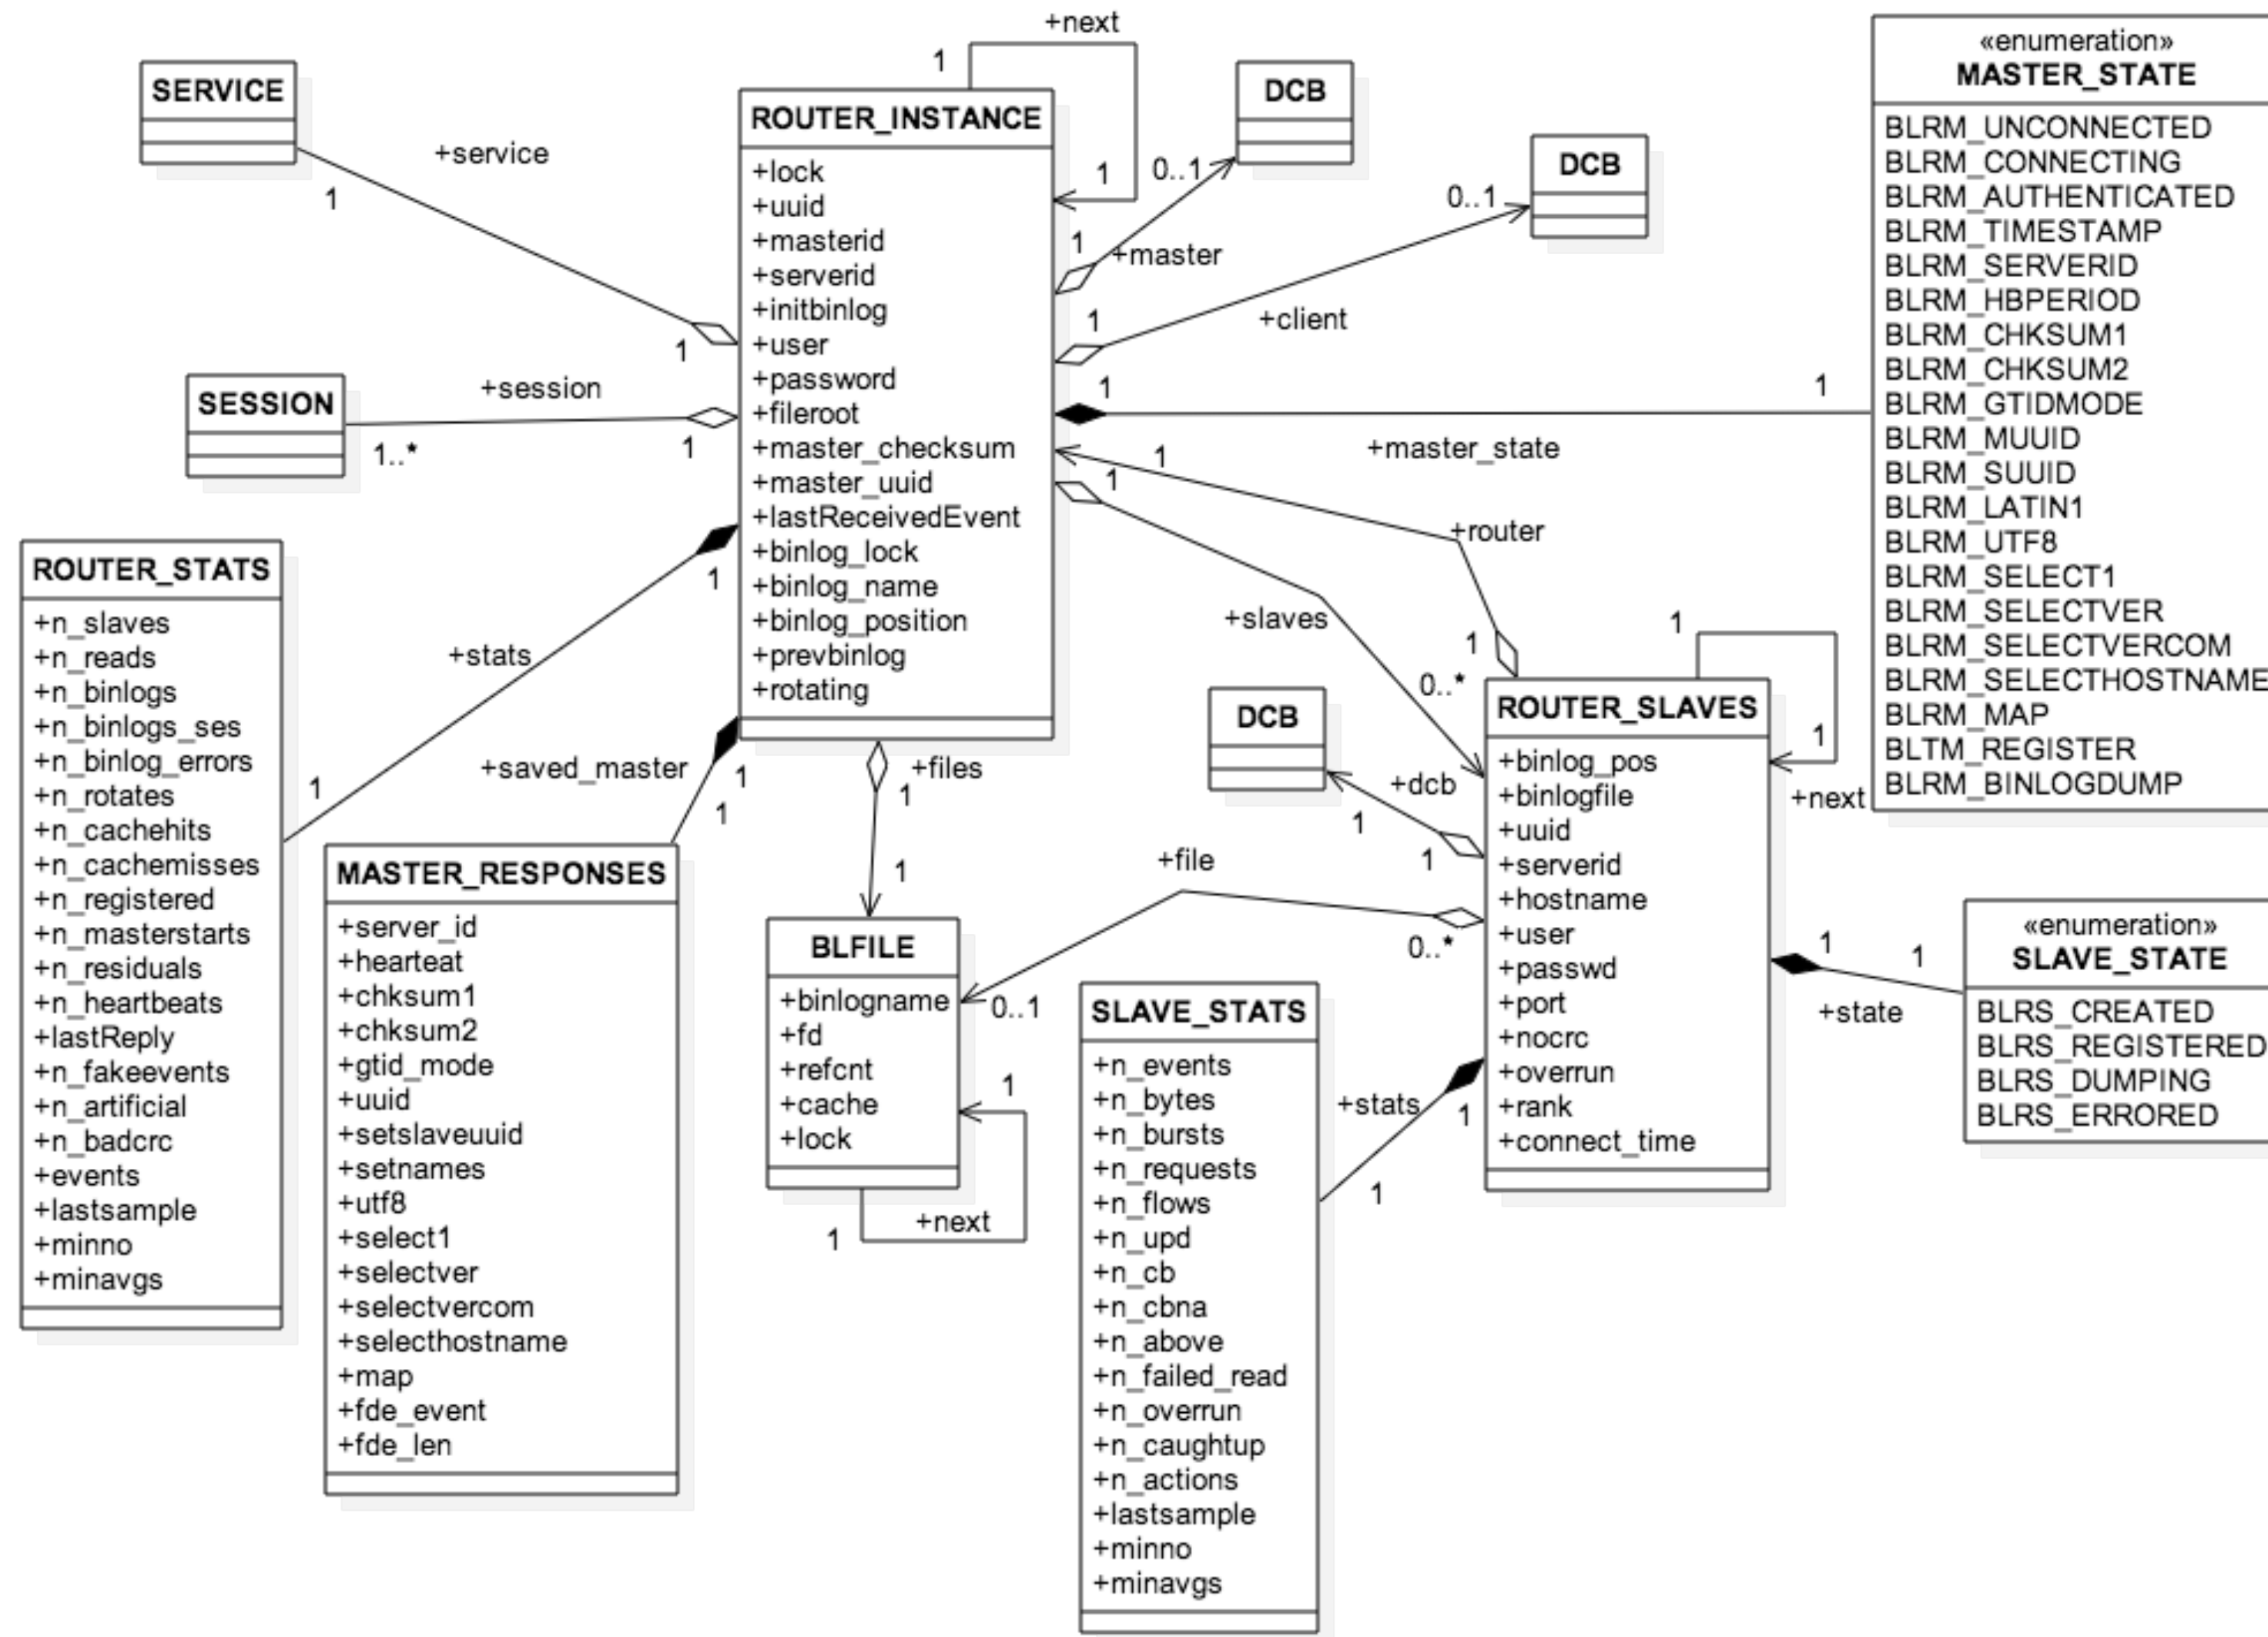 SERVICE
+service
1
1
SESSION
+session
1..*
1
+next
1
1
ROUTER_INSTANCE
+lock
+uuid
+masterid
+serverid
+initbinlog
+user
+password
+fileroot
+master_checksum
+master_uuid
+lastReceivedEvent
+binlog_lock
+binlog_name
+binlog_position
+prevbinlog
+rotating
DCB
0..1
1
+master
DCB
0..1
1
+client
1
1
+master_state
1
+router
1
1
+slaves
0..*
«enumeration»
MASTER_STATE
BLRM_UNCONNECTED
BLRM_CONNECTING
BLRM_AUTHENTICATED
BLRM_TIMESTAMP
BLRM_SERVERID
BLRM_HBPERIOD
BLRM_CHKSUM1
BLRM_CHKSUM2
BLRM_GTIDMODE
BLRM_MUUID
BLRM_SUUID
BLRM_LATIN1
BLRM_UTF8
BLRM_SELECT1
BLRM_SELECTVER
BLRM_SELECTVERCOM
BLRM_SELECTHOSTNAME
BLRM_MAP
BLTM_REGISTER
BLRM_BINLOGDUMP
ROUTER_STATS
+n_slaves
+n_reads
+n_binlogs
+n_binlogs_ses
+n_binlog_errors
+n_rotates
+n_cachehits
+n_cachemisses
+n_registered
+n_masterstarts
+n_residuals
+n_heartbeats
+lastReply
+n_fakeevents
+n_artificial
+n_badcrc
+events
+lastsample
+minno
+minavgs
1
+stats
1
+saved_master
1
1
MASTER_RESPONSES
+server_id
+hearteat
+chksum1
+chksum2
+gtid_mode
+uuid
+setslaveuuid
+setnames
+utf8
+select1
+selectver
+selectvercom
+selecthostname
+map
+fde_event
+fde_len
+files
1
1
BLFILE
+binlogname
+fd
+refcnt
+cache
+lock
1
+next
1
+file
0..1
0..*
DCB
+dcb
1
1
ROUTER_SLAVES
+binlog_pos
+binlogfile
+uuid
+serverid
+hostname
+user
+passwd
+port
+nocrc
+overrun
+rank
+connect_time
1
1
+next
SLAVE_STATS
+n_events
+n_bytes
+n_bursts
+n_requests
+n_flows
+n_upd
+n_cb
+n_cbna
+n_above
+n_failed_read
+n_overrun
+n_caughtup
+n_actions
+lastsample
+minno
+minavgs
+stats
1
1
1
1
+state
«enumeration»
SLAVE_STATE
BLRS_CREATED
BLRS_REGISTERED
BLRS_DUMPING
BLRS_ERRORED